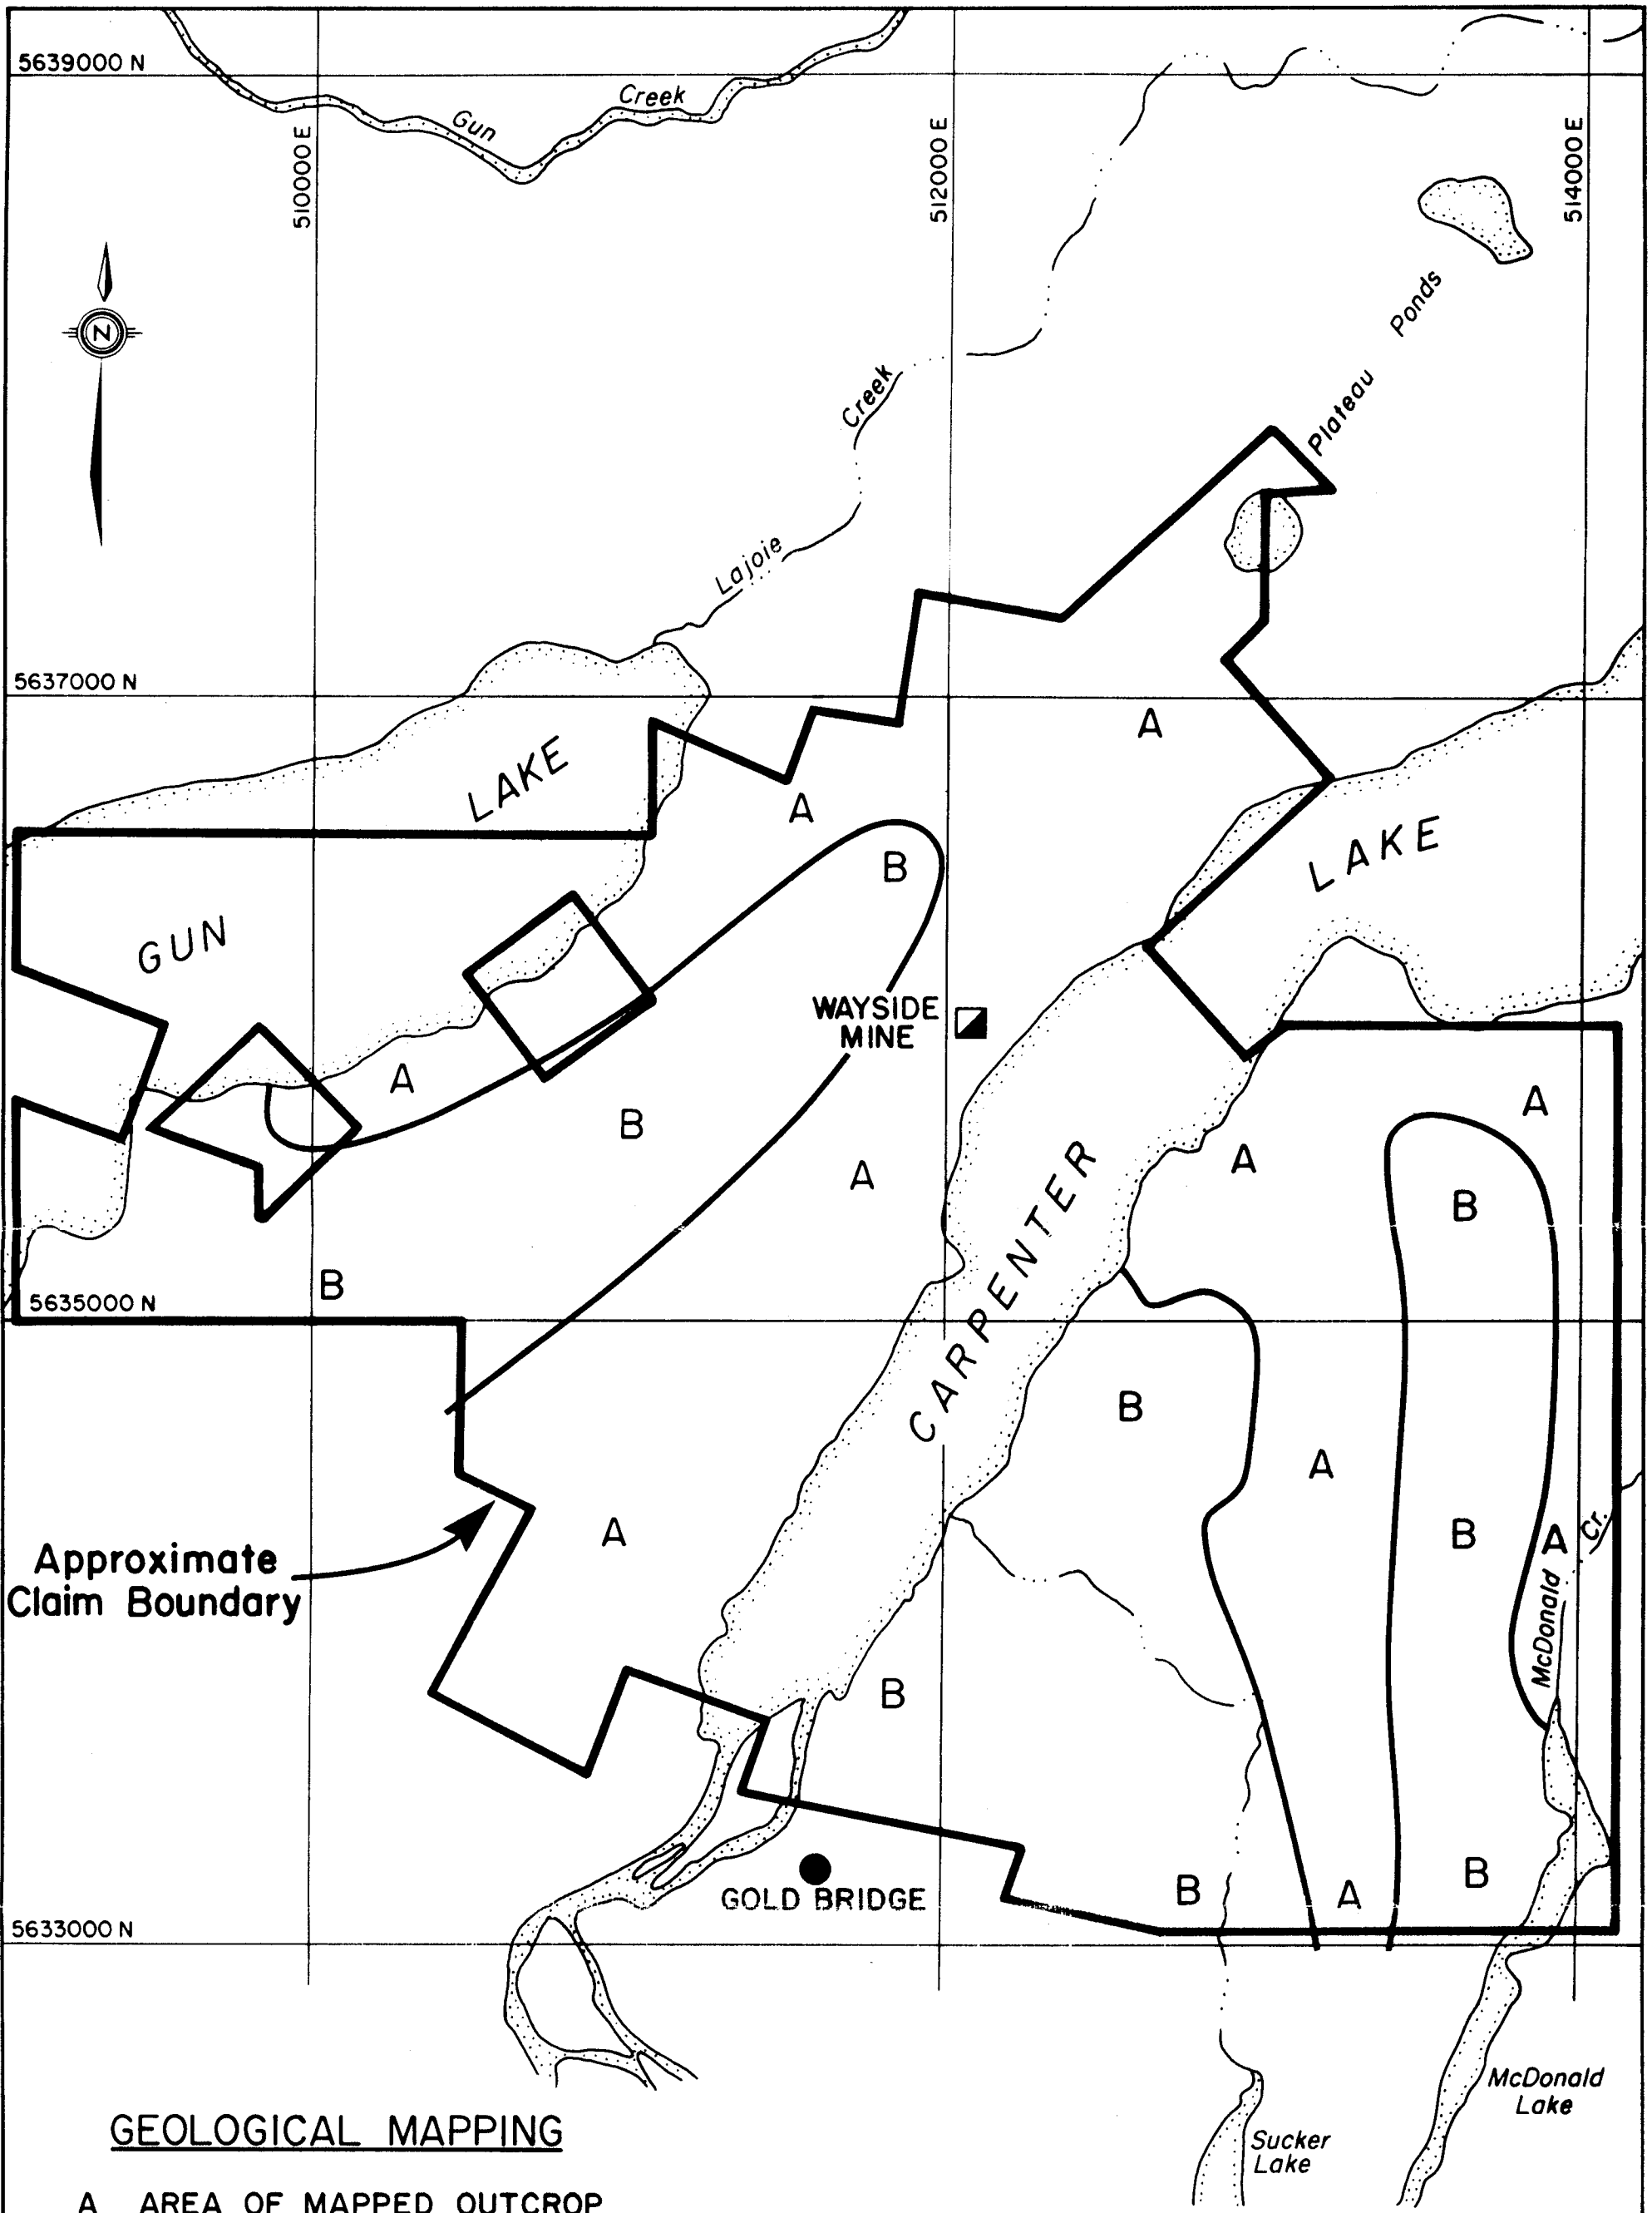 5639000 N
Gun Creek
510000 E
512000 E
514000 E
N
Plateau Ponds
Lajoie Creek
5637000 N
A
LAKE
A
LAKE
B
GUN
WAYSIDE
MINE
A
A
B
A
A
B
B
5635000 N
CARPENTER
B
A
A
B
A
Approximate
Claim Boundary
McDonald Cr.
B
B
B
A
GOLD BRIDGE
5633000 N
McDonald
Lake
Sucker
Lake
GEOLOGICAL MAPPING
A AREA OF MAPPED OUTCROP